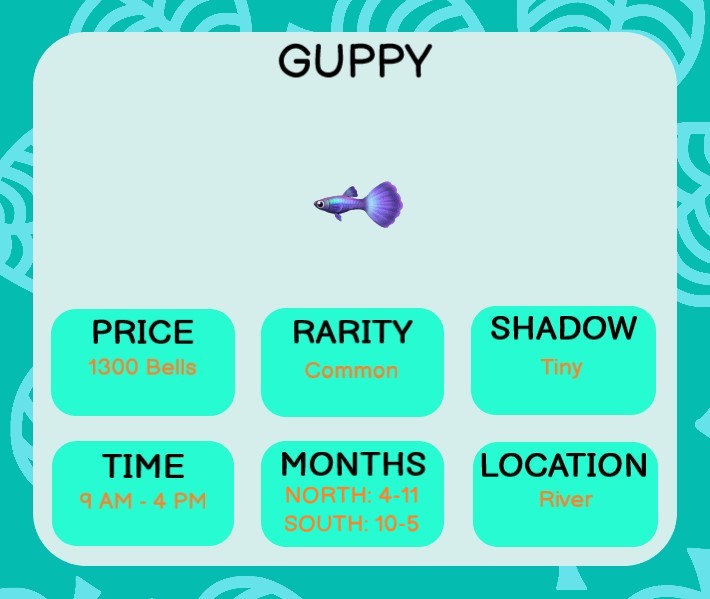 GUPPY
PRICE
1300 Bells
RARITY
Common
SHADOW
Tiny
TIME
9 AM - 4 PM
MONTHS
NORTH: 4-11
SOUTH: 10-5
LOCATION
River